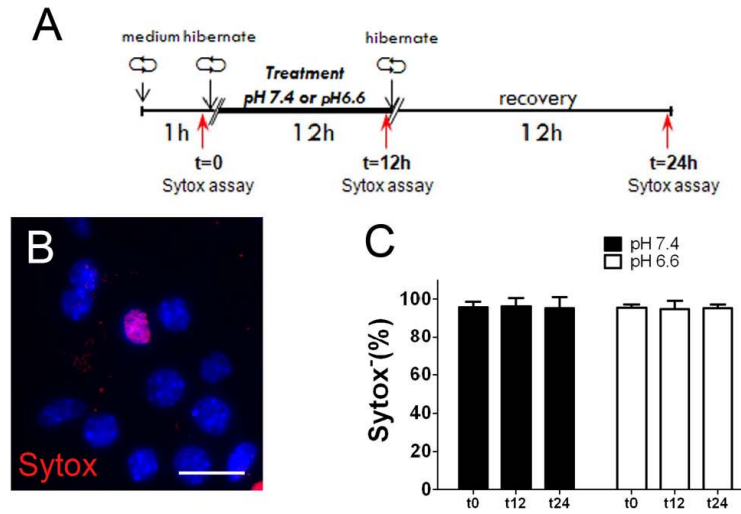 A
medium hibernate
hibernate
Treatment
pH 7.4 or pH6.6
recovery
1h
12h
12h
t=0
t=12h
t=24h
Sytox assay
Sytox assay
Sytox assay
B
Sytox
C
pH 7.4
pH 6.6
Sytox-(%)
100
80
60
40
20
0
t0 t12 t24 t0 t12 t24